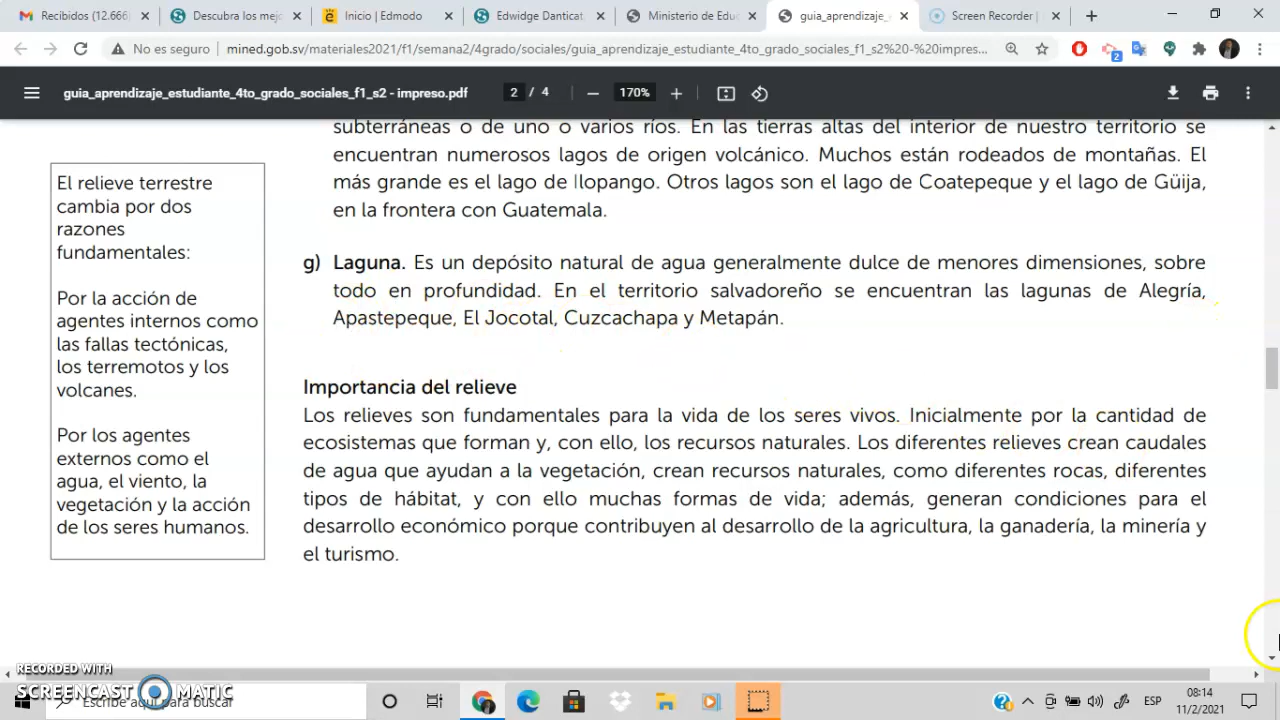 Recibidos (12.666)
Descubra los mejo
Inicio | Edmodo
Edwidge Danticat,
Ministerio de Educ
guia_aprendizaje_
Screen Recorder |
No es seguro
mined.gob.sv/materiales2021/f1/semana2/4grado/sociales/guia_aprendizaje_estudiante_4to_grado_sociales_f1_s2%20-%20impres...
2
guia_aprendizaje_estudiante_4to_grado_sociales_f1_s2 - impreso.pdf
2 / 4
170%
subterráneas o de uno o varios ríos. En las tierras altas del interior de nuestro territorio se
encuentran numerosos lagos de origen volcánico. Muchos están rodeados de montañas. El
más grande es el lago de Ilopango. Otros lagos son el lago de Coatepeque y el lago de Güija,
en la frontera con Guatemala.
g) Laguna. Es un depósito natural de agua generalmente dulce de menores dimensiones, sobre
todo en profundidad. En el territorio salvadoreño se encuentran las lagunas de Alegría,
Apastepeque, El Jocotal, Cuzcachapa y Metapán.
Importancia del relieve
Los relieves son fundamentales para la vida de los seres vivos. Inicialmente por la cantidad de
ecosistemas que forman y, con ello, los recursos naturales. Los diferentes relieves crean caudales
de agua que ayudan a la vegetación, crean recursos naturales, como diferentes rocas, diferentes
tipos de hábitat, y con ello muchas formas de vida; además, generan condiciones para el
desarrollo económico porque contribuyen al desarrollo de la agricultura, la ganadería, la minería y
el turismo.
El relieve terrestre
cambia por dos
razones
fundamentales:
Por la acción de
agentes internos como
las fallas tectónicas,
los terremotos y los
volcanes.
Por los agentes
externos como el
agua, el viento, la
vegetación y la acción
de los seres humanos.
RECORDED WITH
SCREENCAST MATIC
Escribe aquí para buscar
ESP
08:14
11/2/2021